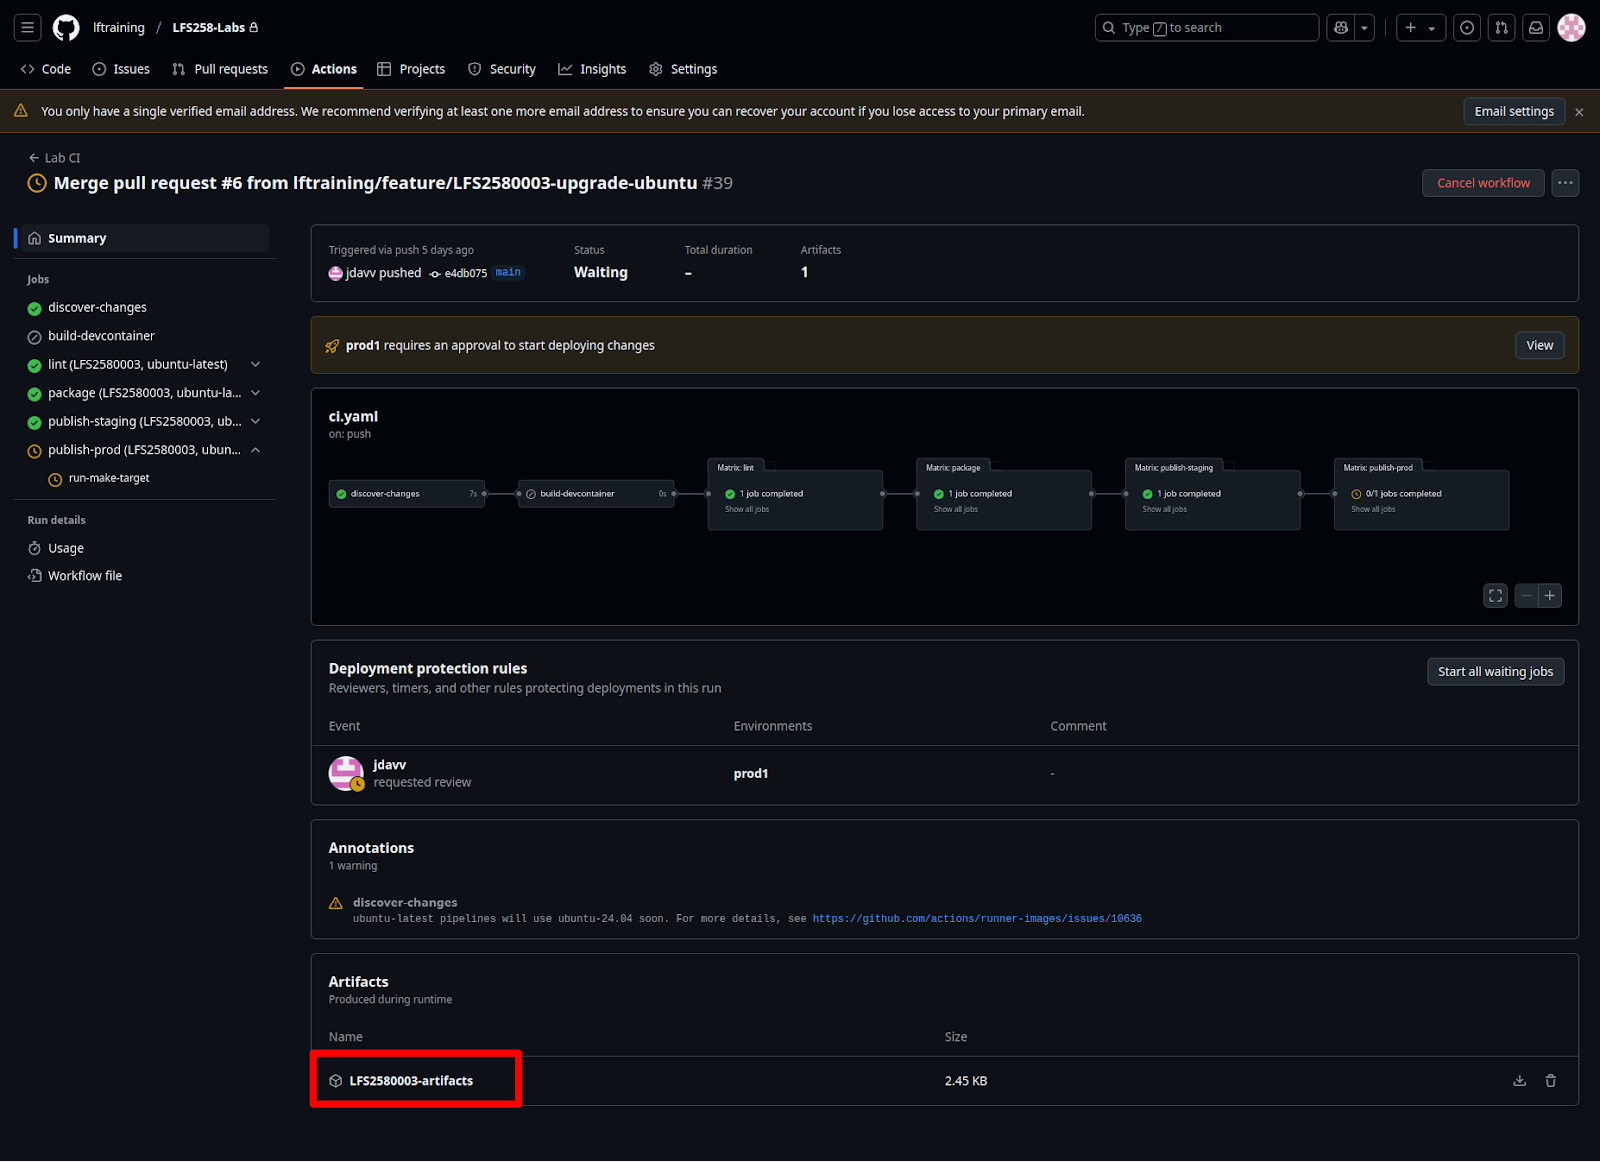 lftraining / LFS258-Labs
Type / to search
Code
Issues
Pull requests
Actions
Projects
Security
Insights
Settings
You only have a single verified email address. We recommend verifying at least one more email address to ensure you can recover your account if you lose access to your primary email.
Email settings
Lab CI
Merge pull request #6 from lftraining/feature/LFS2580003-upgrade-ubuntu #39
Cancel workflow
Summary
Jobs
discover-changes
build-devcontainer
lint (LFS2580003, ubuntu-latest)
package (LFS2580003, ubuntu-la...
publish-staging (LFS2580003, ub...
publish-prod (LFS2580003, ubun...
run-make-target
Run details
Usage
Workflow file
Triggered via push 5 days ago
jdavv pushed e4db075 main
Status
Waiting
Total duration
–
Artifacts
1
prod1 requires an approval to start deploying changes
View
ci.yaml
on: push
discover-changes 7s
build-devcontainer 0s
Matrix: lint
1 job completed
Show all jobs
Matrix: package
1 job completed
Show all jobs
Matrix: publish-staging
1 job completed
Show all jobs
Matrix: publish-prod
0/1 jobs completed
Show all jobs
Deployment protection rules
Reviewers, timers, and other rules protecting deployments in this run
Start all waiting jobs
Event Environments Comment
jdavv
requested review
prod1
-
Annotations
1 warning
discover-changes
ubuntu-latest pipelines will use ubuntu-24.04 soon. For more details, see https://github.com/actions/runner-images/issues/10636
Artifacts
Produced during runtime
Name Size
LFS2580003-artifacts 2.45 KB